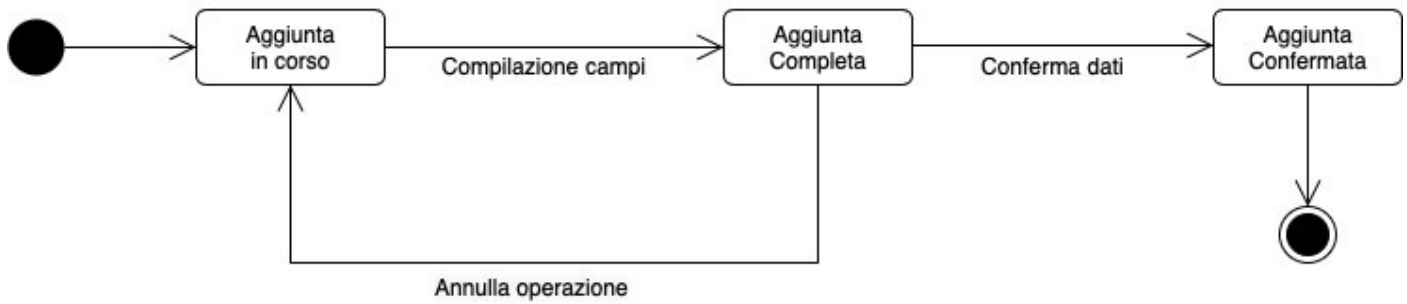 Aggiunta
in corso
Compilazione campi
Aggiunta
Completa
Conferma dati
Aggiunta
Confermata
Annulla operazione